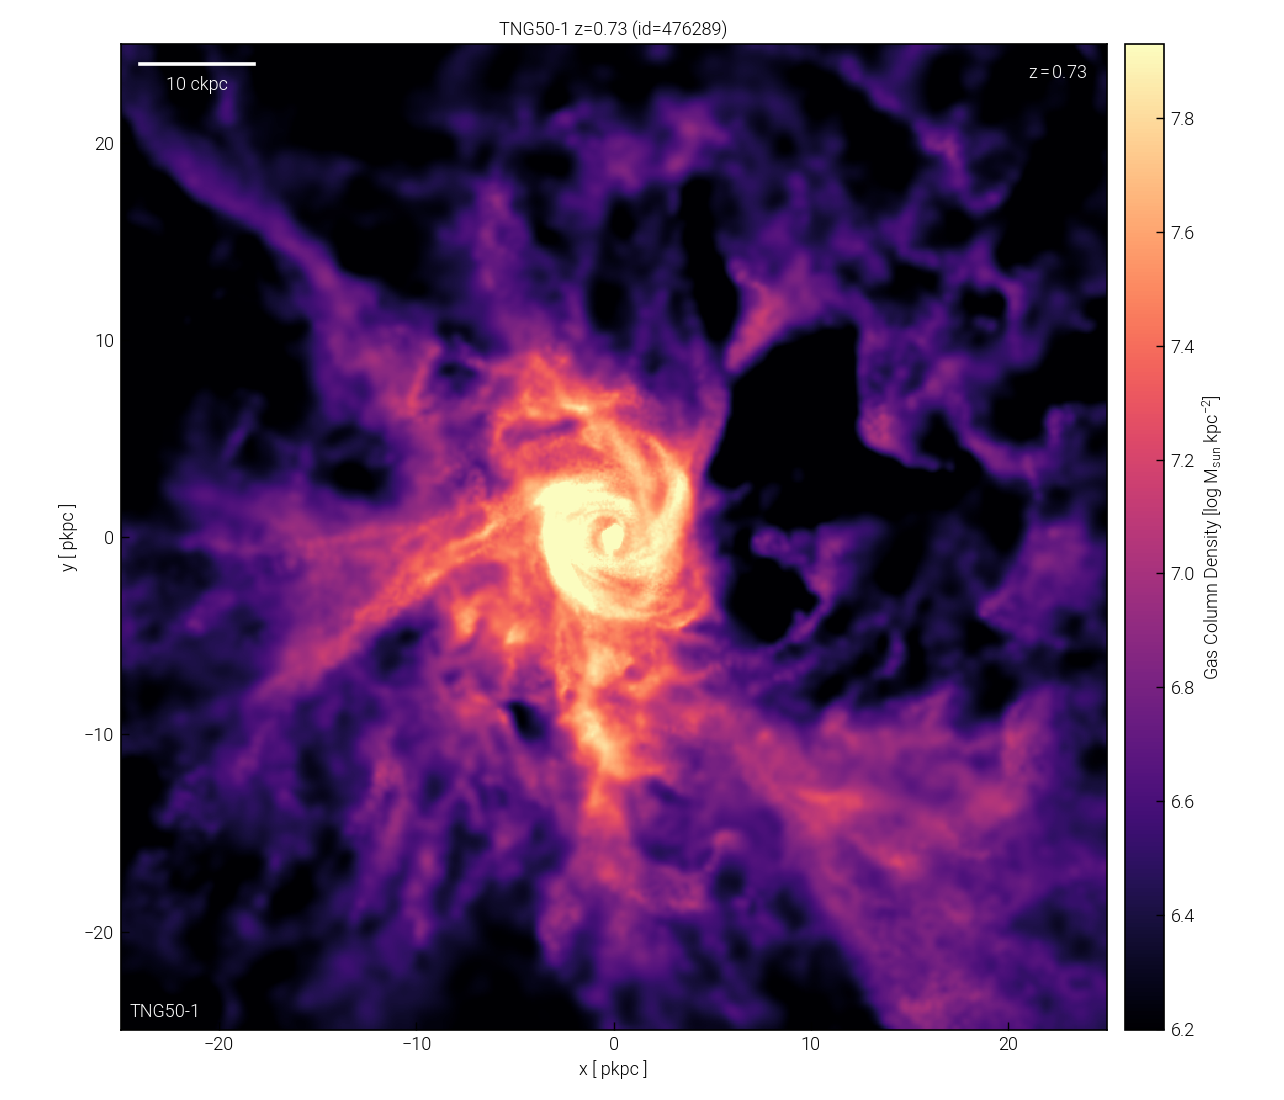 TNG50-1 z=0.73 (id=476289)
10 ckpc
z=0.73
TNG50-1
y [ pkpc ]
20
10
0
−10
−20
−20
−10
0
10
20
x [ pkpc ]
7.8
7.6
7.4
7.2
7.0
6.8
6.6
6.4
6.2
Gas Column Density [log M_sun kpc⁻²]